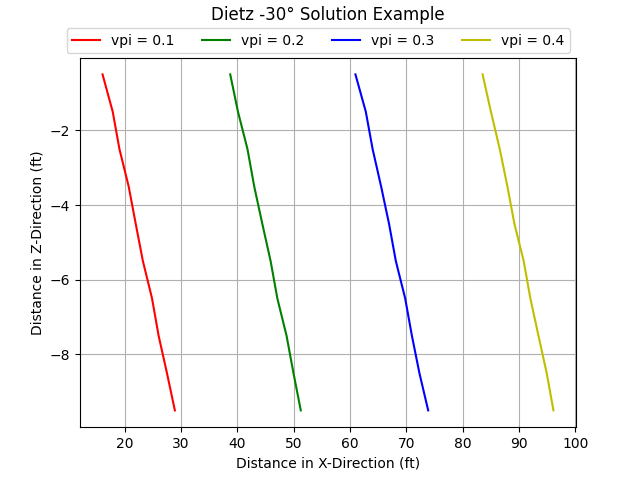 Dietz -30° Solution Example
vpi = 0.1 vpi = 0.2 vpi = 0.3 vpi = 0.4
Distance in Z-Direction (ft)
−2
−4
−6
−8
20 30 40 50 60 70 80 90 100
Distance in X-Direction (ft)